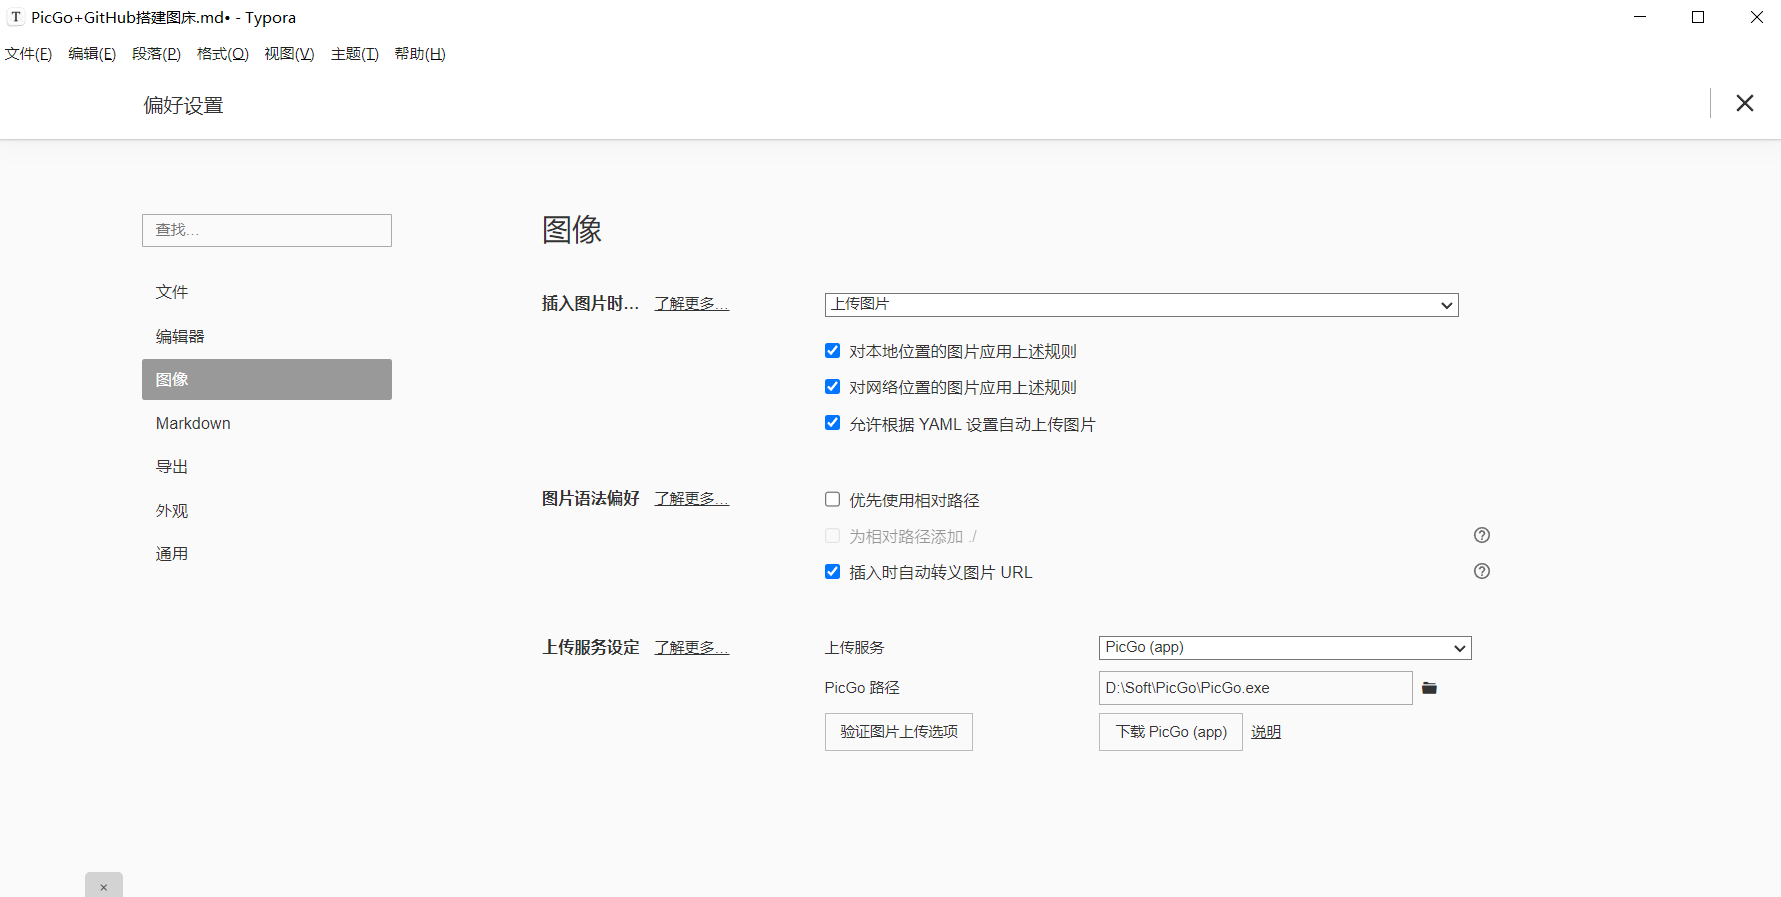 T PicGo+GitHub搭建图床.md• - Typora
文件(F) 编辑(E) 段落(P) 格式(O) 视图(V) 主题(T) 帮助(H)
偏好设置
查找...
文件
编辑器
图像
Markdown
导出
外观
通用
图像
插入图片时... 了解更多... 上传图片
对本地位置的图片应用上述规则
对网络位置的图片应用上述规则
允许根据 YAML 设置自动上传图片
图片语法偏好 了解更多... 优先使用相对路径
为相对路径添加 ./
插入时自动转义图片 URL
上传服务设定 了解更多... 上传服务 PicGo (app)
PicGo 路径 D:\Soft\PicGo\PicGo.exe
验证图片上传选项 下载 PicGo (app) 说明